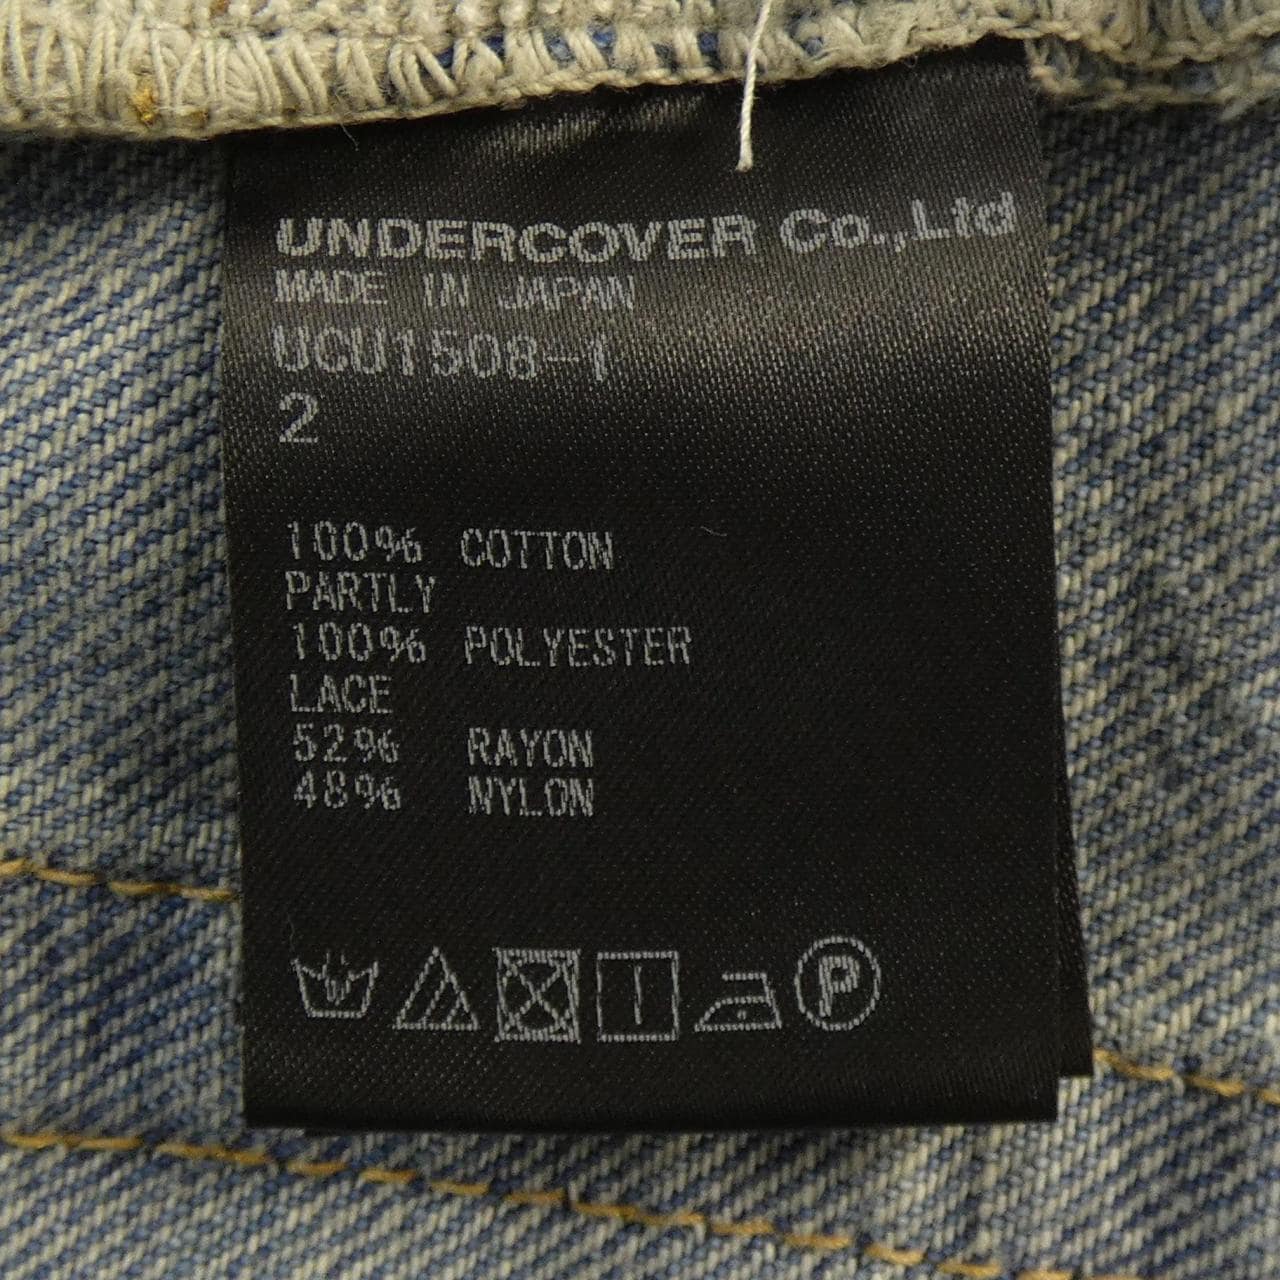 UNDERCOVER Co.,Ltd
MADE IN JAPAN
UCU1508-1
2
100% COTTON
PARTLY
100% POLYESTER
LACE
52% RAYON
48% NYLON
P